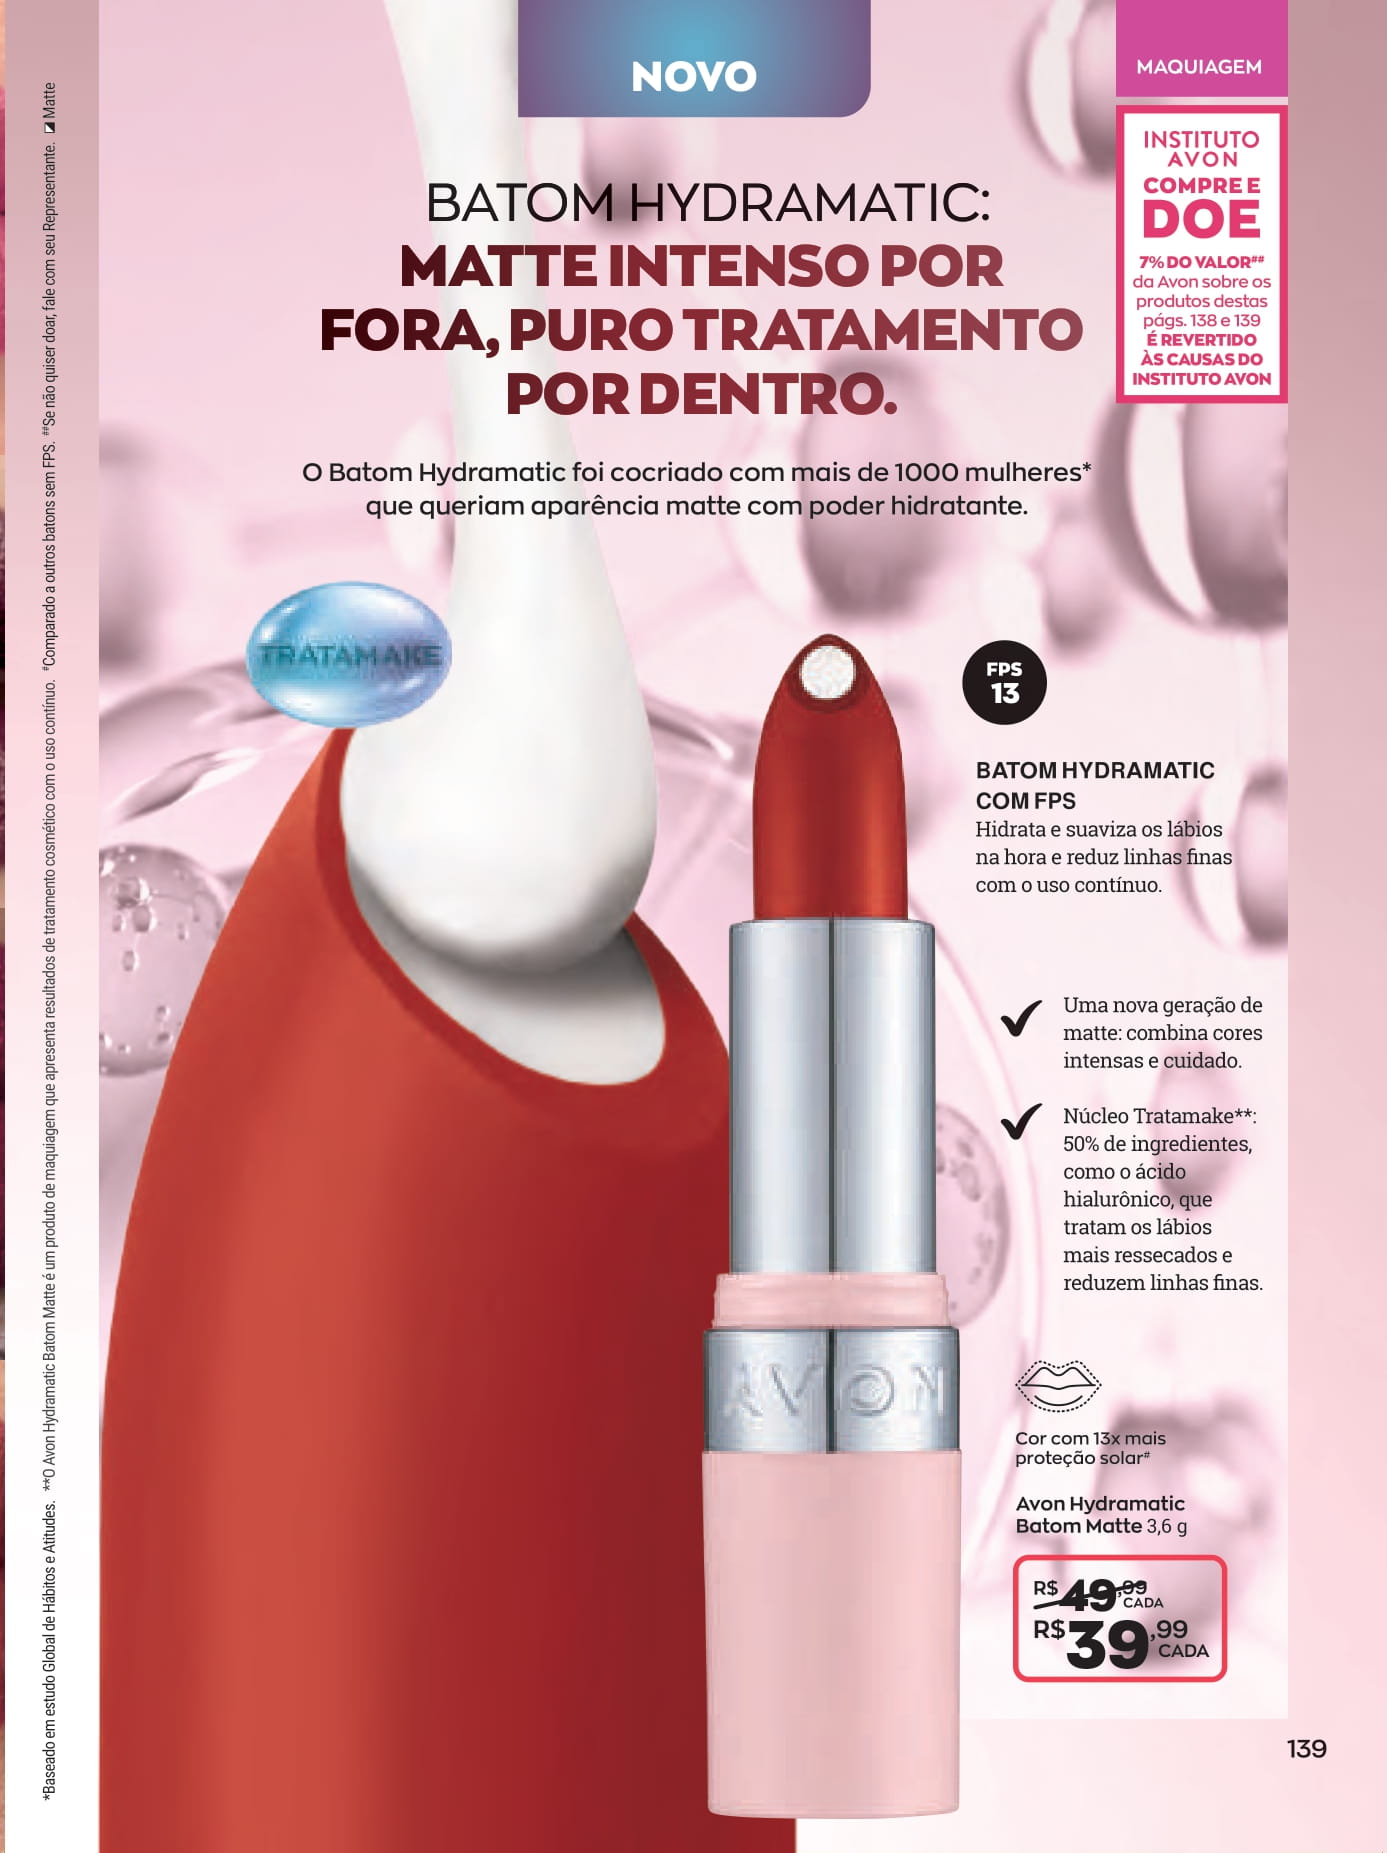 NOVO
MAQUIAGEM
INSTITUTO
AVON
COMPRE E
DOE
7% DO VALOR##
da Avon sobre os
produtos destas
págs. 138 e 139
É REVERTIDO
ÀS CAUSAS DO
INSTITUTO AVON
BATOM HYDRAMATIC:
MATTE INTENSO POR
FORA, PURO TRATAMENTO
POR DENTRO.
O Batom Hydramatic foi cocriado com mais de 1000 mulheres*
que queriam aparência matte com poder hidratante.
TRATAMAKE
FPS
13
BATOM HYDRAMATIC
COM FPS
Hidrata e suaviza os lábios
na hora e reduz linhas finas
com o uso contínuo.
Uma nova geração de
matte: combina cores
intensas e cuidado.
Núcleo Tratamake**:
50% de ingredientes,
como o ácido
hialurônico, que
tratam os lábios
mais ressecados e
reduzem linhas finas.
AVON
Cor com 13x mais
proteção solar#
Avon Hydramatic
Batom Matte 3,6 g
R$ 49,99
CADA
R$ 39,99
CADA
139
*Baseado em estudo Global de Hábitos e Atitudes. **O Avon Hydramatic Batom Matte é um produto de maquiagem que apresenta resultados de tratamento cosmético com o uso contínuo. #Comparado a outros batons sem FPS. ##Se não quiser doar, fale com seu Representante. Matte